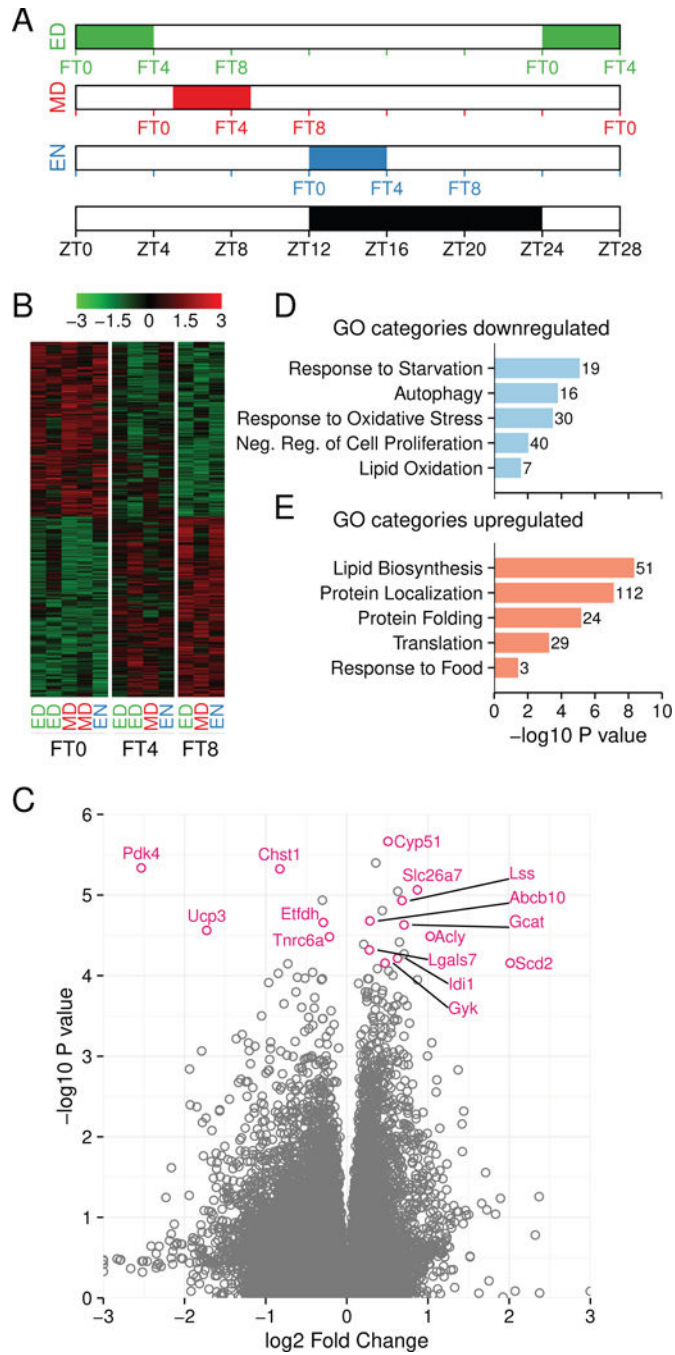 A
ED
FT0 FT4 FT8 FT0 FT4
MD
FT0 FT4 FT8 FT0
EN
FT0 FT4 FT8
ZT0 ZT4 ZT8 ZT12 ZT16 ZT20 ZT24 ZT28
B
−3 −1.5 0 1.5 3
ED ED MD MD EN ED ED MD EN ED MD EN
FT0 FT4 FT8
D
GO categories downregulated
Response to Starvation 19
Autophagy 16
Response to Oxidative Stress 30
Neg. Reg. of Cell Proliferation 40
Lipid Oxidation 7
E
GO categories upregulated
Lipid Biosynthesis 51
Protein Localization 112
Protein Folding 24
Translation 29
Response to Food 3
0 2 4 6 8 10
−log10 P value
C
6
5
4
3
2
1
0
−log10 P value
Cyp51
Pdk4
Chst1
Slc26a7
Lss
Abcb10
Ucp3
Etfdh
Gcat
Tnrc6a
Acly
Lgals7
Scd2
Idi1
Gyk
−3 −2 −1 0 1 2 3
log2 Fold Change